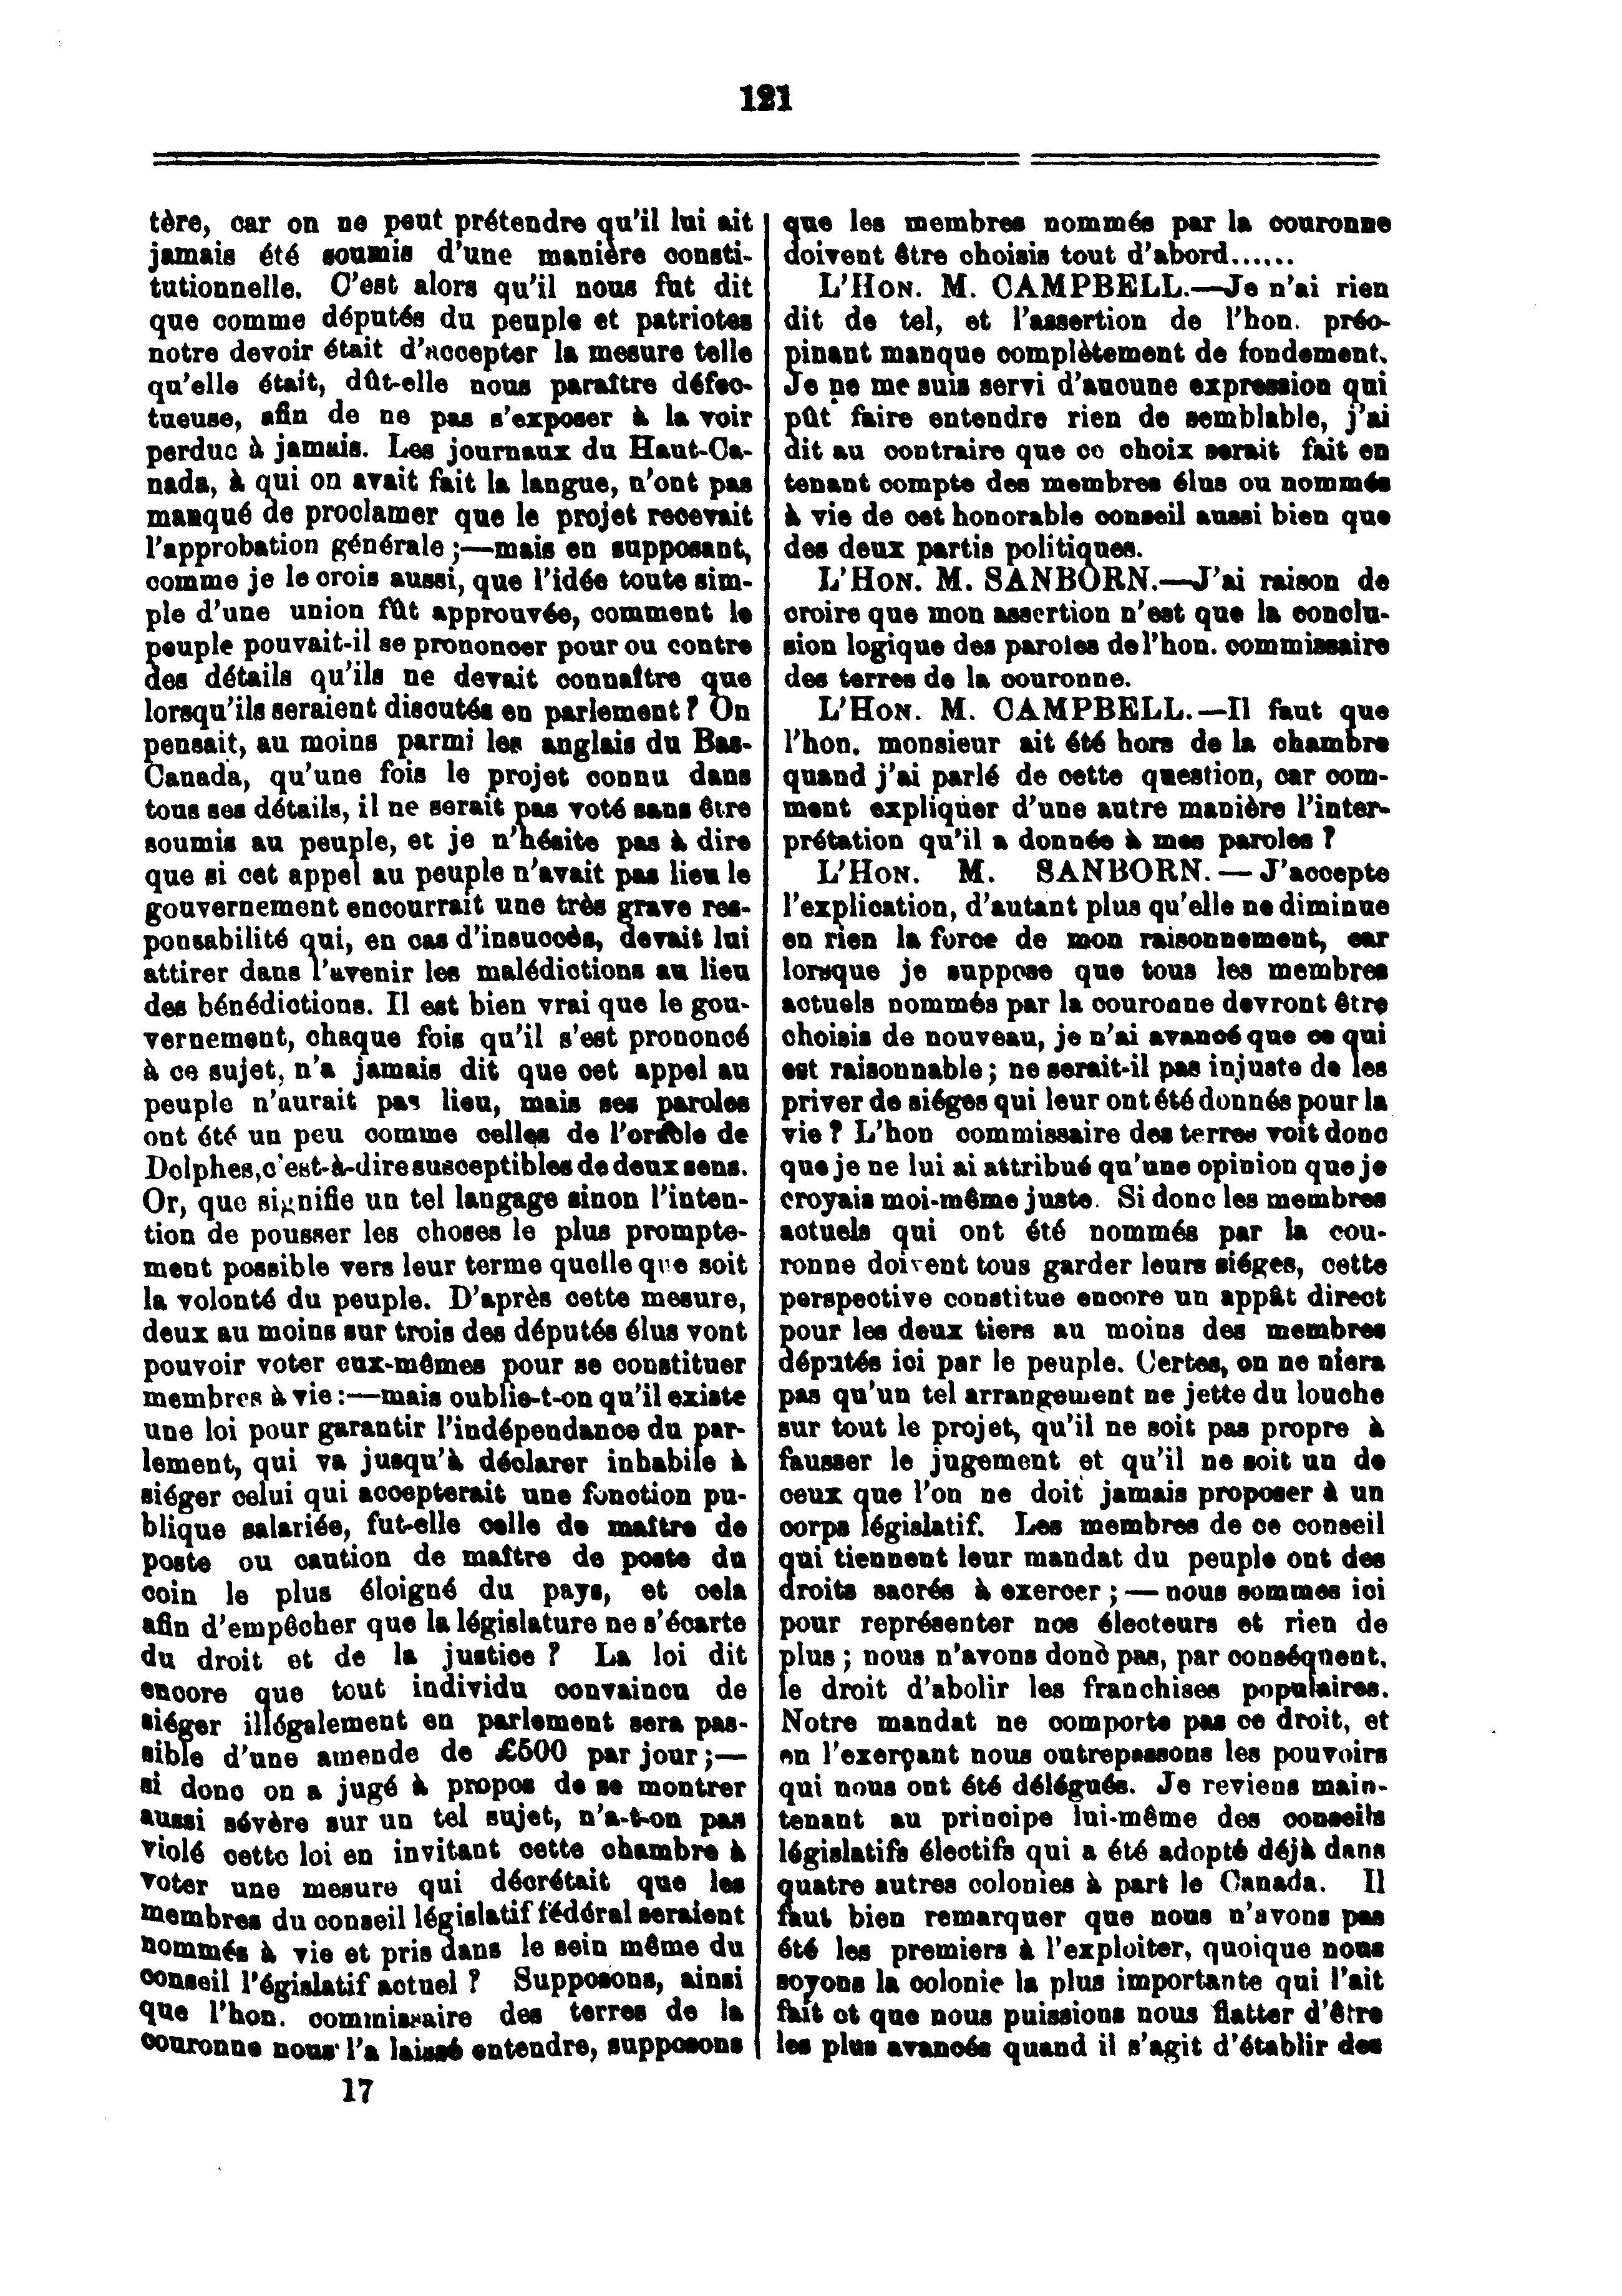 121
tère, car on ne peut prétendre qu'il lui ait
jamais été soumis d'une manière consti-
tutionnelle. C'est alors qu'il nous fut dit
que comme députés du peuple et patriotes
notre devoir était d'accepter la mesure telle
qu'elle était, dût-elle nous paraître défec-
tueuse, afin de ne pas s'exposer à la voir
perdue à jamais. Les journaux du Haut-Ca-
nada, à qui on avait fait la langue, n'ont pas
manqué de proclamer que le projet recevait
l'approbation générale ;—mais en supposant,
comme je le crois aussi, que l'idée toute sim-
ple d'une union fût approuvée, comment le
peuple pouvait-il se prononcer pour ou contre
des détails qu'ils ne devait connaître que
lorsqu'ils seraient discutés en parlement ? On
pensait, au moins parmi les anglais du Bas-
Canada, qu'une fois le projet connu dans
tous ses détails, il ne serait pas voté sans être
soumis au peuple, et je n'hésite pas à dire
que si cet appel au peuple n'avait pas lieu le
gouvernement encourrait une très grave res-
ponsabilité qui, en cas d'insuccès, devait lui
attirer dans l'avenir les malédictions au lieu
des bénédictions. Il est bien vrai que le gou-
vernement, chaque fois qu'il s'est prononcé
à ce sujet, n'a jamais dit que cet appel au
peuple n'aurait pas lieu, mais ses paroles
ont été un peu comme celles de l'oracle de
Dolphes, c'est-à-dire susceptibles de deux sens.
Or, que signifie un tel langage sinon l'inten-
tion de pousser les choses le plus prompte-
ment possible vers leur terme quelle que soit
la volonté du peuple. D'après cette mesure,
deux au moins sur trois des députés élus vont
pouvoir voter eux-mêmes pour se constituer
membres à vie :—mais oublie-t-on qu'il existe
une loi pour garantir l'indépendance du par-
lement, qui va jusqu'à déclarer inhabile à
siéger celui qui accepterait une fonction pu-
blique salariée, fut-elle celle de maître de
poste ou caution de maître de poste du
coin le plus éloigné du pays, et cela
afin d'empêcher que la législature ne s'écarte
du droit et de la justice ? La loi dit
encore que tout individu convaincu de
siéger illégalement en parlement sera pas-
sible d'une amende de £500 par jour ;—
si donc on a jugé à propos de se montrer
aussi sévère sur un tel sujet, n'a-t-on pas
violé cette loi en invitant cette chambre à
voter une mesure qui décrétait que les
membres du conseil législatif fédéral seraient
nommés à vie et pris dans le sein même du
conseil l'égislatif actuel ? Supposons, ainsi
que l'hon. commissaire des terres de la
couronne nous l'a laissé entendre, supposons
17
que les membres nommés par la couronne
doivent être choisis tout d'abord......
L'HON. M. CAMPBELL.—Je n'ai rien
dit de tel, et l'assertion de l'hon. préo-
pinant manque complètement de fondement.
Je ne me suis servi d'aucune expression qui
pût faire entendre rien de semblable, j'ai
dit au contraire que ce choix serait fait en
tenant compte des membres élus ou nommés
à vie de cet honorable conseil aussi bien que
des deux partis politiques.
L'HON. M. SANBORN.—J'ai raison de
croire que mon assertion n'est que la conclu-
sion logique des paroles de l'hon. commissaire
des terres de la couronne.
L'HON. M. CAMPBELL.—Il faut que
l'hon. monsieur ait été hors de la chambre
quand j'ai parlé de cette question, car com-
ment expliquer d'une autre manière l'inter-
prétation qu'il a donnée à mes paroles ?
L'HON. M. SANBORN. — J'accepte
l'explication, d'autant plus qu'elle ne diminue
en rien la force de mon raisonnement, car
lorsque je suppose que tous les membres
actuels nommés par la couronne devront être
choisis de nouveau, je n'ai avancé que ce qui
est raisonnable ; ne serait-il pas injuste de les
priver de siéges qui leur ont été donnés pour la
vie ? L'hon commissaire des terres voit donc
que je ne lui ai attribué qu'une opinion que je
croyais moi-même juste. Si donc les membres
actuels qui ont été nommés par la cou-
ronne doivent tous garder leurs siéges, cette
perspective constitue encore un appât direct
pour les deux tiers au moins des membres
députés ici par le peuple. Certes, on ne niera
pas qu'un tel arrangement ne jette du louche
sur tout le projet, qu'il ne soit pas propre à
fausser le jugement et qu'il ne soit un de
ceux que l'on ne doit jamais proposer à un
corps législatif. Les membres de ce conseil
qui tiennent leur mandat du peuple ont des
droits sacrés à exercer ; — nous sommes ici
pour représenter nos électeurs et rien de
plus ; nous n'avons donc pas, par conséquent,
le droit d'abolir les franchises populaires.
Notre mandat ne comporte pas ce droit, et
en l'exerçant nous outrepassons les pouvoirs
qui nous ont été délégués. Je reviens main-
tenant au principe lui-même des conseils
législatifs électifs qui a été adopté déjà dans
quatre autres colonies à part le Canada. Il
faut bien remarquer que nous n'avons pas
été les premiers à l'exploiter, quoique nous
soyons la colonie la plus importante qui l'ait
fait et que nous puissions nous flatter d'être
les plus avancés quand il s'agit d'établir des